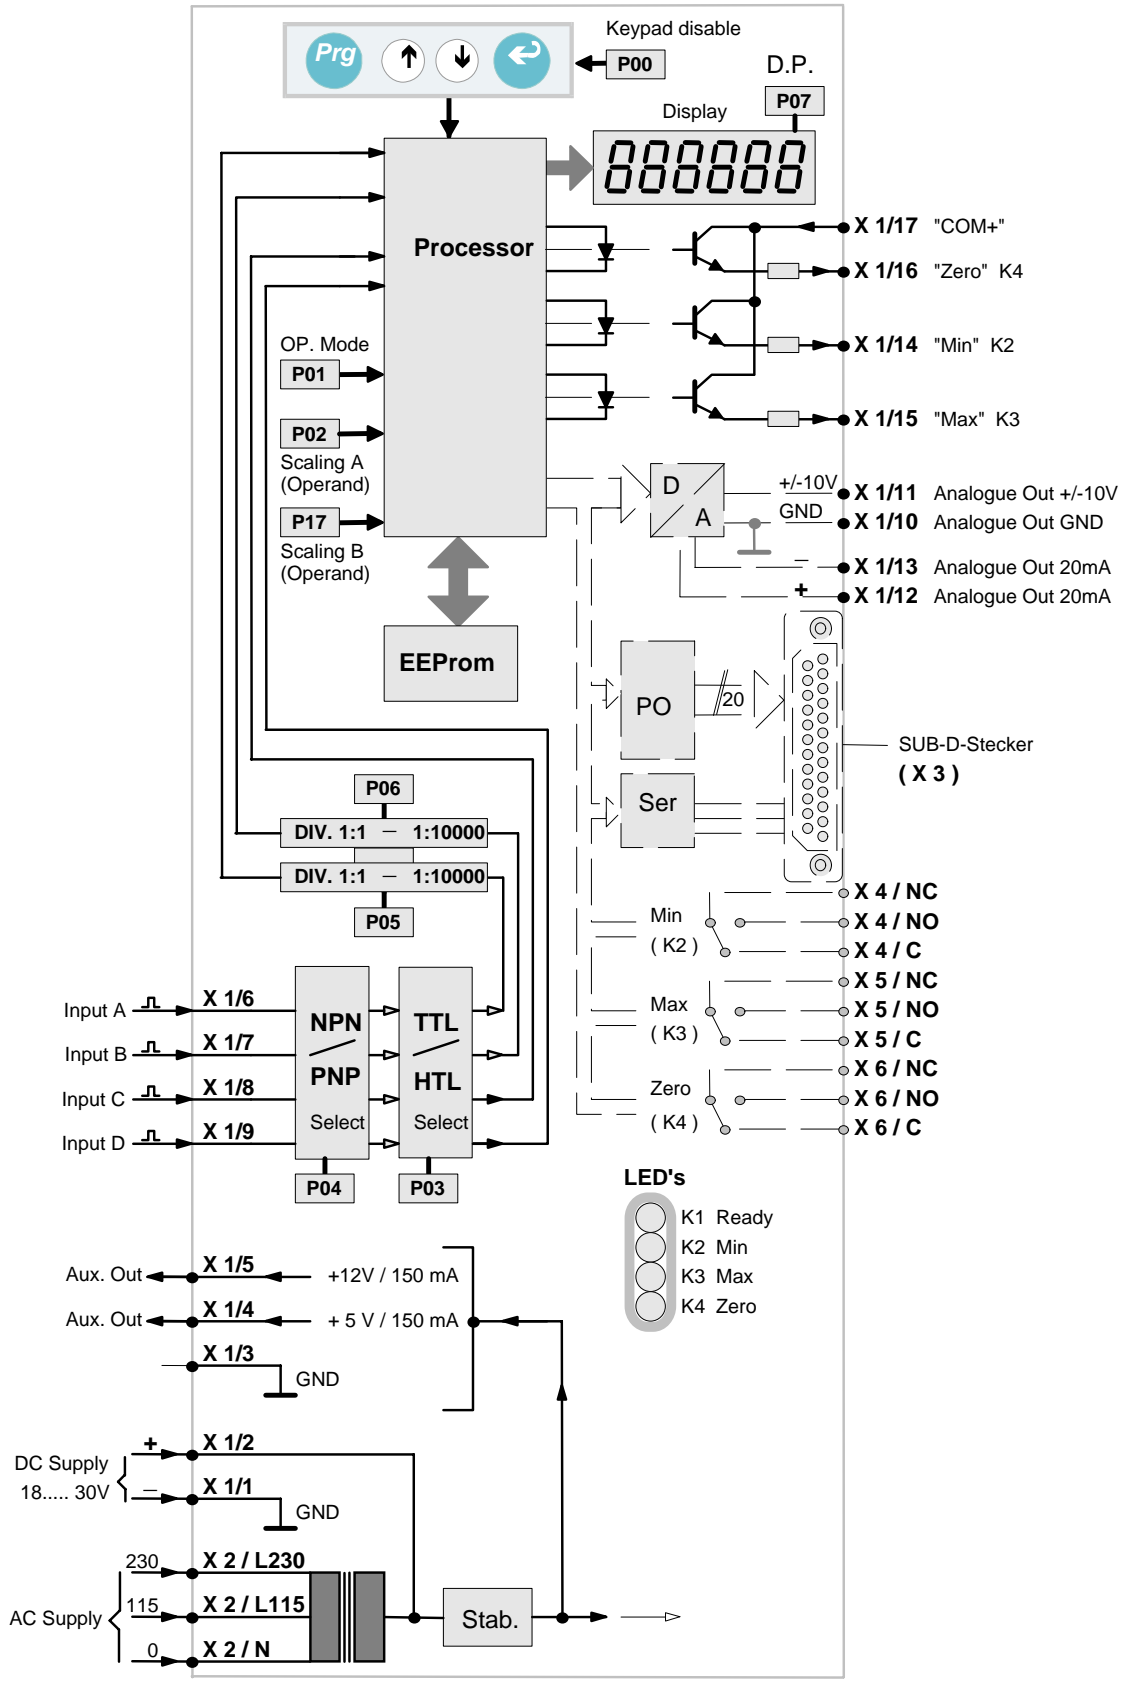 Keypad disable
Prg
P00
D.P.
P07
Display
888888
Processor
X 1/17 "COM+"
X 1/16 "Zero" K4
OP. Mode
P01
X 1/14 "Min" K2
P02
X 1/15 "Max" K3
Scaling A
(Operand)
P17
Scaling B
(Operand)
D
A
+/-10V
X 1/11 Analogue Out +/-10V
GND
X 1/10 Analogue Out GND
–
X 1/13 Analogue Out 20mA
+
X 1/12 Analogue Out 20mA
EEProm
PO
20
SUB-D-Stecker
( X 3 )
Ser
P06
DIV. 1:1 – 1:10000
DIV. 1:1 – 1:10000
P05
Min
( K2 )
X 4 / NC
X 4 / NO
X 4 / C
Max
( K3 )
X 5 / NC
X 5 / NO
X 5 / C
Zero
( K4 )
X 6 / NC
X 6 / NO
X 6 / C
Input A X 1/6
Input B X 1/7
Input C X 1/8
Input D X 1/9
NPN
PNP
Select
TTL
HTL
Select
P04
P03
LED's
K1 Ready
K2 Min
K3 Max
K4 Zero
Aux. Out X 1/5 +12V / 150 mA
Aux. Out X 1/4 + 5 V / 150 mA
X 1/3
GND
DC Supply
18..... 30V
+ X 1/2
– X 1/1
GND
AC Supply
230 X 2 / L230
115 X 2 / L115
0 X 2 / N
Stab.